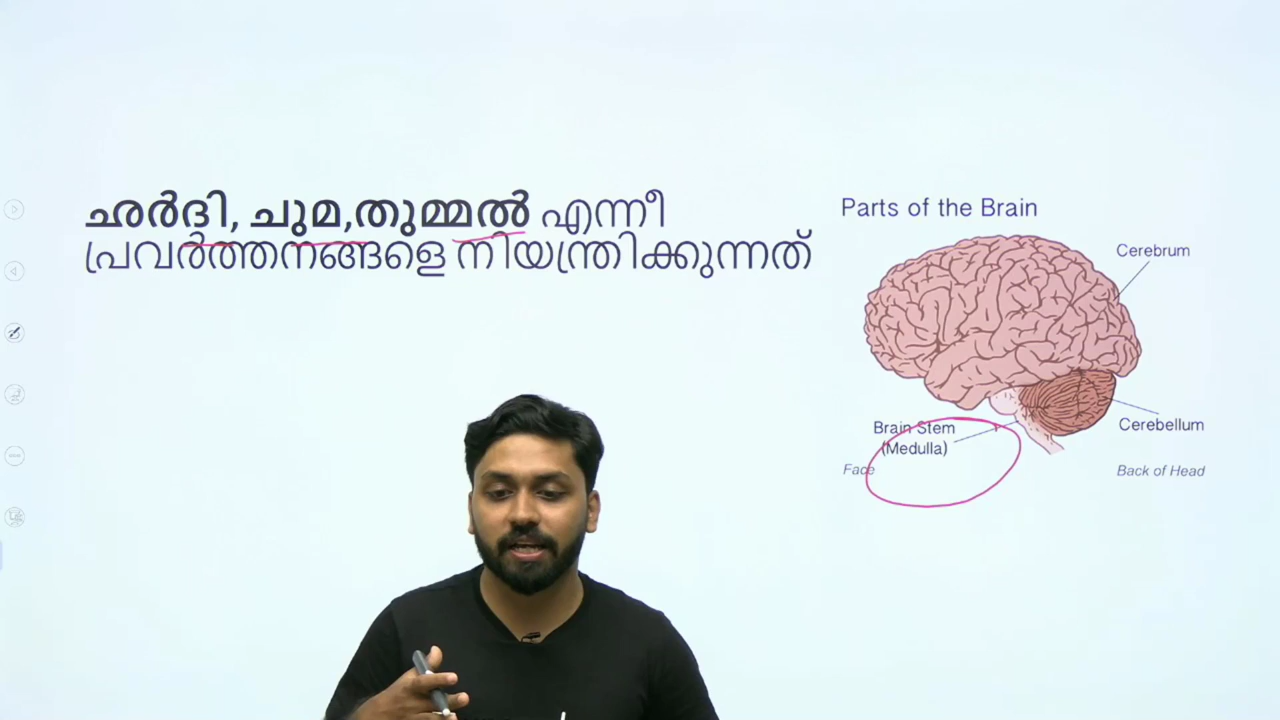 ഛർദ്ദി, ചുമ,തുമ്മൽ എന്നീ
പ്രവർത്തനങ്ങളെ നിയന്ത്രിക്കുന്നത്
Parts of the Brain
Cerebrum
Brain Stem
(Medulla)
Cerebellum
Face
Back of Head